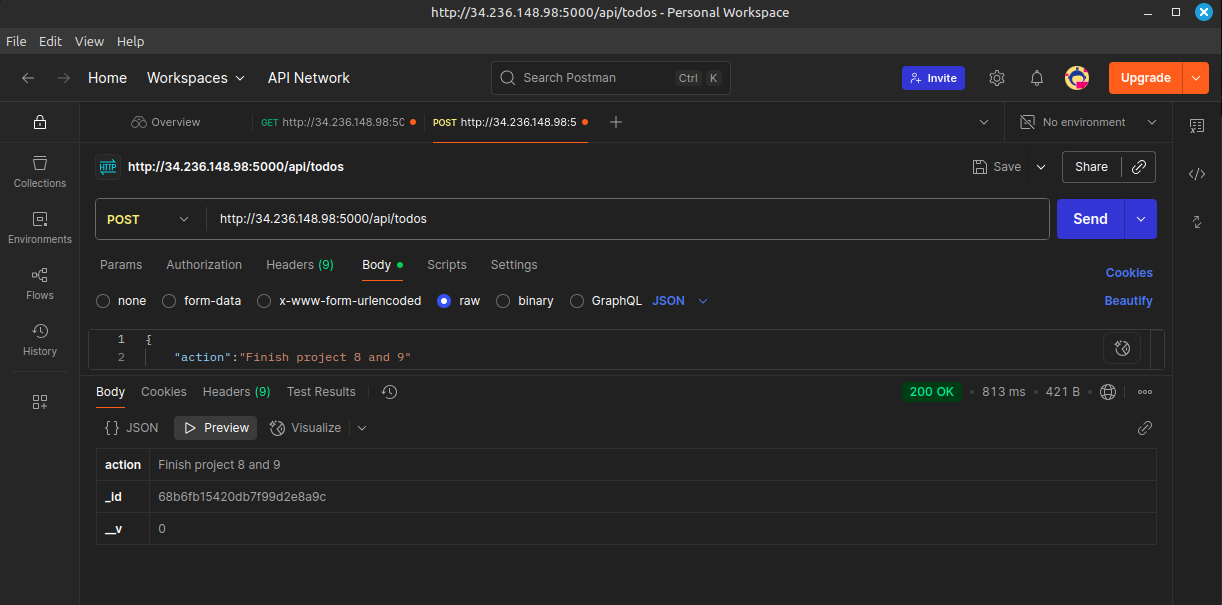 http://34.236.148.98:5000/api/todos - Personal Workspace
File Edit View Help
Home Workspaces API Network Search Postman Ctrl K Invite Upgrade
Overview GET http://34.236.148.98:50 POST http://34.236.148.98:5 No environment
HTTP http://34.236.148.98:5000/api/todos Save Share
Collections
POST http://34.236.148.98:5000/api/todos Send
Environments
Params Authorization Headers (9) Body Scripts Settings Cookies
Flows
none form-data x-www-form-urlencoded raw binary GraphQL JSON Beautify
History
1 {
2 "action":"Finish project 8 and 9"
Body Cookies Headers (9) Test Results 200 OK 813 ms 421 B
{} JSON Preview Visualize
action Finish project 8 and 9
_id 68b6fb15420db7f99d2e8a9c
__v 0